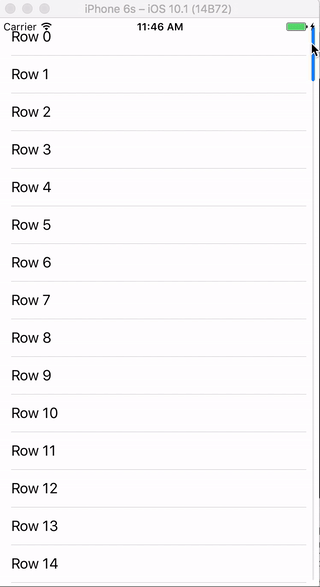 iPhone 6s – iOS 10.1 (14B72)
Carrier 11:46 AM
Row 0
Row 1
Row 2
Row 3
Row 4
Row 5
Row 6
Row 7
Row 8
Row 9
Row 10
Row 11
Row 12
Row 13
Row 14